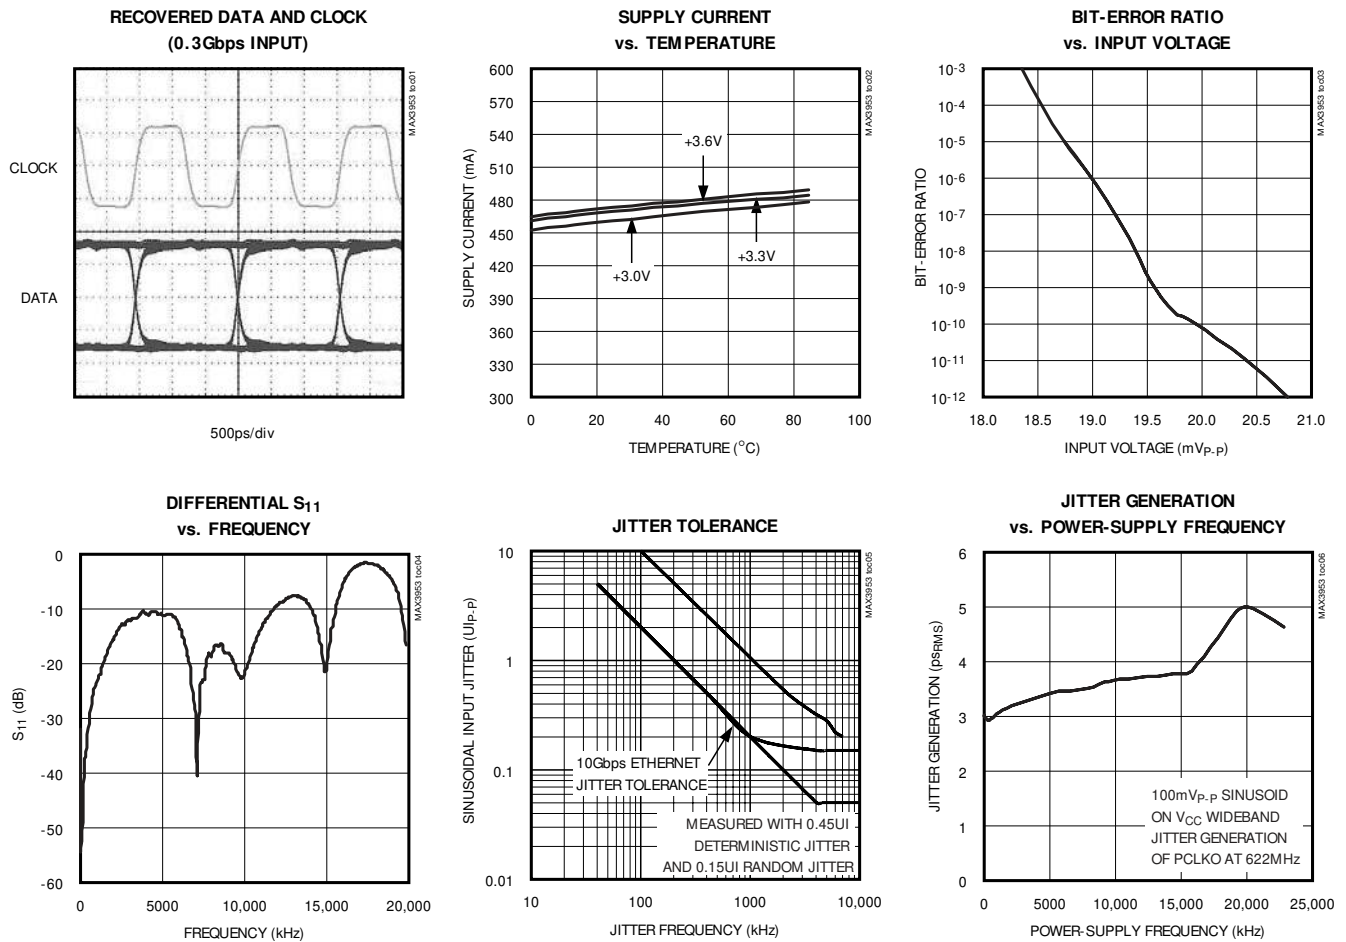 RECOVERED DATA AND CLOCK
(0.3Gbps INPUT)
MAX3953 toc01
CLOCK
DATA
500ps/div
SUPPLY CURRENT
vs. TEMPERATURE
MAX3953 toc02
SUPPLY CURRENT (mA)
600
570
540
510
480
450
420
390
360
330
300
+3.6V
+3.0V
+3.3V
0 20 40 60 80 100
TEMPERATURE (°C)
BIT-ERROR RATIO
vs. INPUT VOLTAGE
MAX3953 toc03
BIT-ERROR RATIO
10-3
10-4
10-5
10-6
10-7
10-8
10-9
10-10
10-11
10-12
18.0 18.5 19.0 19.5 20.0 20.5 21.0
INPUT VOLTAGE (mVP-P)
DIFFERENTIAL S11
vs. FREQUENCY
MAX3953 toc04
S11 (dB)
0
-10
-20
-30
-40
-50
-60
0 5000 10,000 15,000 20,000
FREQUENCY (kHz)
JITTER TOLERANCE
MAX3953 toc05
SINUSOIDAL INPUT JITTER (UIP-P)
10
1
0.1
0.01
10Gbps ETHERNET
JITTER TOLERANCE
MEASURED WITH 0.45UI
DETERMINISTIC JITTER
AND 0.15UI RANDOM JITTER
10 100 1000 10,000
JITTER FREQUENCY (kHz)
JITTER GENERATION
vs. POWER-SUPPLY FREQUENCY
MAX3953 toc06
JITTER GENERATION (psRMS)
6
5
4
3
2
1
0
100mVP-P SINUSOID
ON VCC WIDEBAND
JITTER GENERATION
OF PCLKO AT 622MHz
0 5000 10,000 15,000 20,000 25,000
POWER-SUPPLY FREQUENCY (kHz)